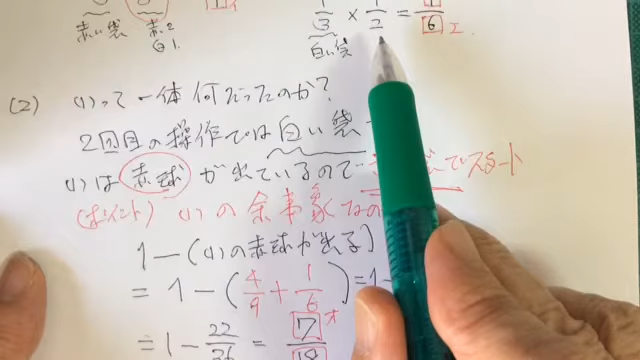 赤い袋 赤2 白1.
1/3 × 1/2 = 1/6 エ.
白い袋
(2) (1)って一体何だったのか?
2回目の操作では白い袋
(1)は赤球が出ているので でスタート
(ポイント) (1)の余事象なの
1-((1)の赤球が出る)
= 1-(4/9+1/6)=1-
= 1-22/36 = 7/18 オ